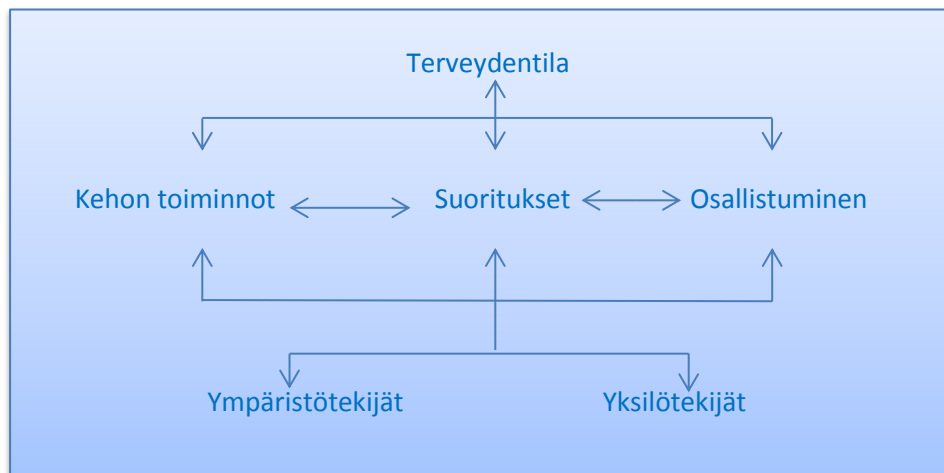 Terveydentila
Kehon toiminnot Suoritukset Osallistuminen
Ympäristötekijät Yksilötekijät